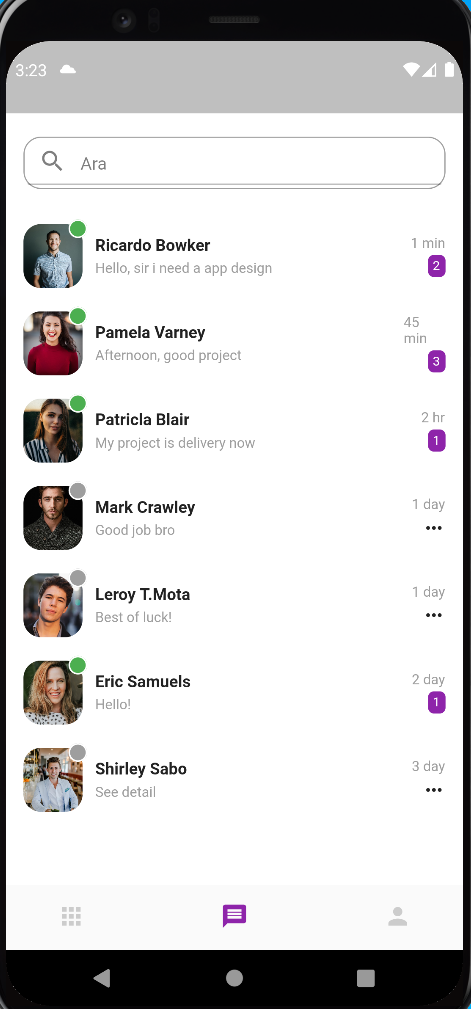 3:23
Ara
Ricardo Bowker
1 min
Hello, sir i need a app design
2
Pamela Varney
45
min
Afternoon, good project
3
Patricla Blair
2 hr
My project is delivery now
1
Mark Crawley
1 day
Good job bro
Leroy T.Mota
1 day
Best of luck!
Eric Samuels
2 day
Hello!
1
Shirley Sabo
3 day
See detail